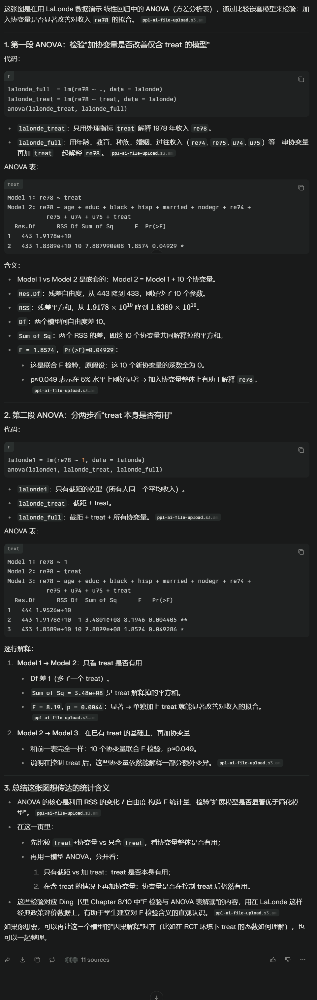 这张图是在用 LaLonde 数据演示 线性回归中的 ANOVA（方差分析表），通过比较嵌套模型来检验：加
入协变量是否显著改善对收入 re78 的拟合。 ppl-ai-file-upload.s3.am
1. 第一段 ANOVA：检验“加协变量是否改善仅含 treat 的模型”
代码：
r
lalonde_full  = lm(re78 ~ ., data = lalonde)
lalonde_treat = lm(re78 ~ treat, data = lalonde)
anova(lalonde_treat, lalonde_full)
• lalonde_treat：只用处理指标 treat 解释 1978 年收入 re78。
• lalonde_full：用年龄、教育、种族、婚姻、过往收入（re74, re75, u74, u75）等一串协变量
再加 treat 一起解释 re78。 ppl-ai-file-upload.s3.am
ANOVA 表：
text
Model 1: re78 ~ treat
Model 2: re78 ~ age + educ + black + hisp + married + nodegr + re74 +
re75 + u74 + u75 + treat
Res.Df      RSS Df Sum of Sq      F  Pr(>F)
1   443 1.9178e+10
2   433 1.8389e+10 10 7.887990e08 1.8574 0.04929 *
含义：
• Model 1 vs Model 2 是嵌套的：Model 2 = Model 1 + 10 个协变量。
• Res.Df：残差自由度，从 443 降到 433，刚好少了 10 个参数。
• RSS：残差平方和，从 1.9178 × 10^10 降到 1.8389 × 10^10。
• Df：两个模型间自由度差 10。
• Sum of Sq：两个 RSS 的差，即这 10 个协变量共同解释掉的平方和。
• F = 1.8574，Pr(>F)=0.04929：
• 这是联合 F 检验，原假设：这 10 个新协变量的系数全为 0。
• p≈0.049 表示在 5% 水平上刚好显著 → 加入协变量整体上有助于解释 re78。
ppl-ai-file-upload.s3.am
2. 第二段 ANOVA：分两步看“treat 本身是否有用”
代码：
r
lalonde1 = lm(re78 ~ 1, data = lalonde)
anova(lalonde1, lalonde_treat, lalonde_full)
• lalonde1：只有截距的模型（所有人同一个平均收入）。
• lalonde_treat：截距 + treat。
• lalonde_full：截距 + treat + 所有协变量。 ppl-ai-file-upload.s3.am
ANOVA 表：
text
Model 1: re78 ~ 1
Model 2: re78 ~ treat
Model 3: re78 ~ age + educ + black + hisp + married + nodegr + re74 +
re75 + u74 + u75 + treat
Res.Df      RSS Df  Sum of Sq      F   Pr(>F)
1   444 1.9526e+10
2   443 1.9178e+10  1 3.4801e+08 8.1946 0.004405 **
3   433 1.8389e+10 10 7.8879e+08 1.8574 0.049286 *
逐行解释：
1. Model 1 → Model 2：只看 treat 是否有用
• Df 差 1（多了一个 treat）。
• Sum of Sq = 3.48e+08 是 treat 解释掉的平方和。
• F = 8.19, p = 0.0044：显著 → 单独加上 treat 就能显著改善对收入的拟合。
ppl-ai-file-upload.s3.am
2. Model 2 → Model 3：在已有 treat 的基础上，再加协变量
• 和前一表完全一样：10 个协变量联合 F 检验，p≈0.049。
• 说明在控制 treat 后，这些协变量依然能解释一部分额外变异。 ppl-ai-file-upload.s3.am
3. 总结这张图想传达的统计含义
• ANOVA 的核心是利用 RSS 的变化 / 自由度 构造 F 统计量，检验“扩展模型是否显著优于简化模
型”。 ppl-ai-file-upload.s3.am
• 在这一页里：
• 先比较 treat+协变量 vs 只含 treat，看协变量整体是否有用；
• 再用三模型 ANOVA，分开看：
1. 只有截距 vs 加 treat：treat 是否本身有用；
2. 在含 treat 的情况下再加协变量：协变量是否在控制 treat 后仍然有用。
• 这些检验对应 Ding 书里 Chapter 8/10 中“F 检验与 ANOVA 表解读”的内容，用在 LaLonde 这样
经典政策评价数据上，有助于学生建立对 F 检验含义的直观认识。 ppl-ai-file-upload.s3.am
如果你想要，可以再让这三个模型的“因果解释”对齐（比如在 RCT 环境下 treat 的系数如何理解），也
可以一起整理。
11 sources